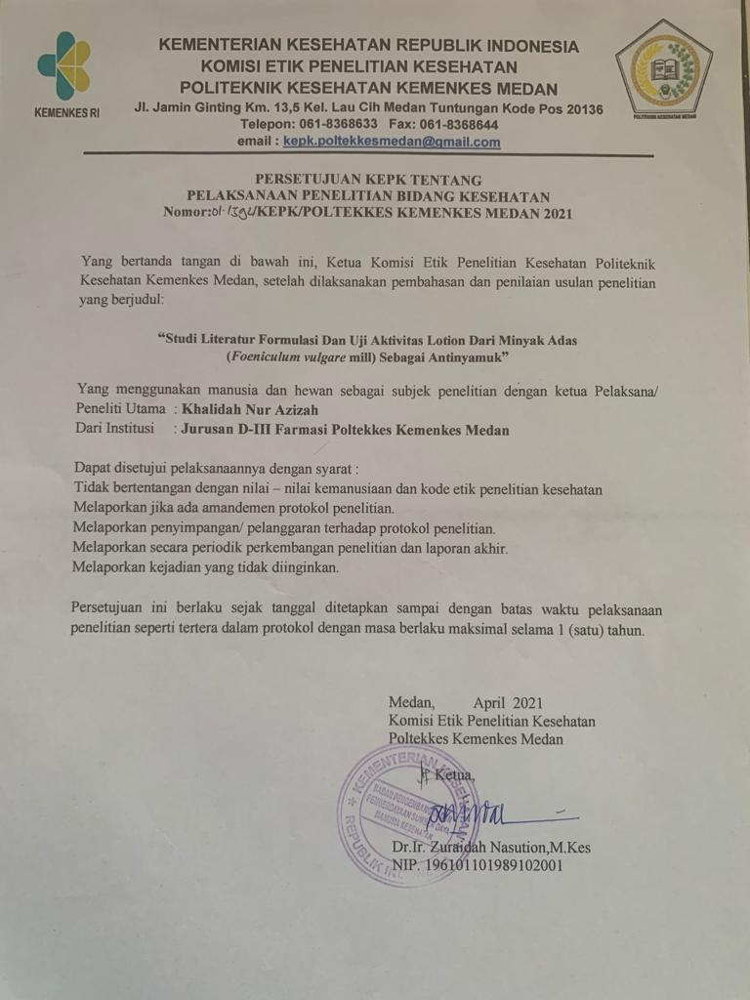 KEMENTERIAN KESEHATAN REPUBLIK INDONESIA
KOMISI ETIK PENELITIAN KESEHATAN
POLITEKNIK KESEHATAN KEMENKES MEDAN
Jl. Jamin Ginting Km. 13,5 Kel. Lau Cih Medan Tuntungan Kode Pos 20136
Telepon: 061-8368633 Fax: 061-8368644
email : kepk.poltekkesmedan@gmail.com
KEMENKES RI
POLITEKNIK KESEHATAN MEDAN
PERSETUJUAN KEPK TENTANG
PELAKSANAAN PENELITIAN BIDANG KESEHATAN
Nomor: /KEPK/POLTEKKES KEMENKES MEDAN 2021
Yang bertanda tangan di bawah ini, Ketua Komisi Etik Penelitian Kesehatan Politeknik
Kesehatan Kemenkes Medan, setelah dilaksanakan pembahasan dan penilaian usulan penelitian
yang berjudul:
“Studi Literatur Formulasi Dan Uji Aktivitas Lotion Dari Minyak Adas
(Foeniculum vulgare mill) Sebagai Antinyamuk”
Yang menggunakan manusia dan hewan sebagai subjek penelitian dengan ketua Pelaksana/
Peneliti Utama : Khalidah Nur Azizah
Dari Institusi : Jurusan D-III Farmasi Poltekkes Kemenkes Medan
Dapat disetujui pelaksanaannya dengan syarat :
Tidak bertentangan dengan nilai – nilai kemanusiaan dan kode etik penelitian kesehatan
Melaporkan jika ada amandemen protokol penelitian.
Melaporkan penyimpangan/ pelanggaran terhadap protokol penelitian.
Melaporkan secara periodik perkembangan penelitian dan laporan akhir.
Melaporkan kejadian yang tidak diinginkan.
Persetujuan ini berlaku sejak tanggal ditetapkan sampai dengan batas waktu pelaksanaan
penelitian seperti tertera dalam protokol dengan masa berlaku maksimal selama 1 (satu) tahun.
Medan, April 2021
Komisi Etik Penelitian Kesehatan
Poltekkes Kemenkes Medan
Ketua,
KEMENTERIAN KESEHATAN
REPUBLIK
BADAN
MANUSIA KESEHATAN
Dr.Ir. Zuraidah Nasution,M.Kes
NIP. 196101101989102001